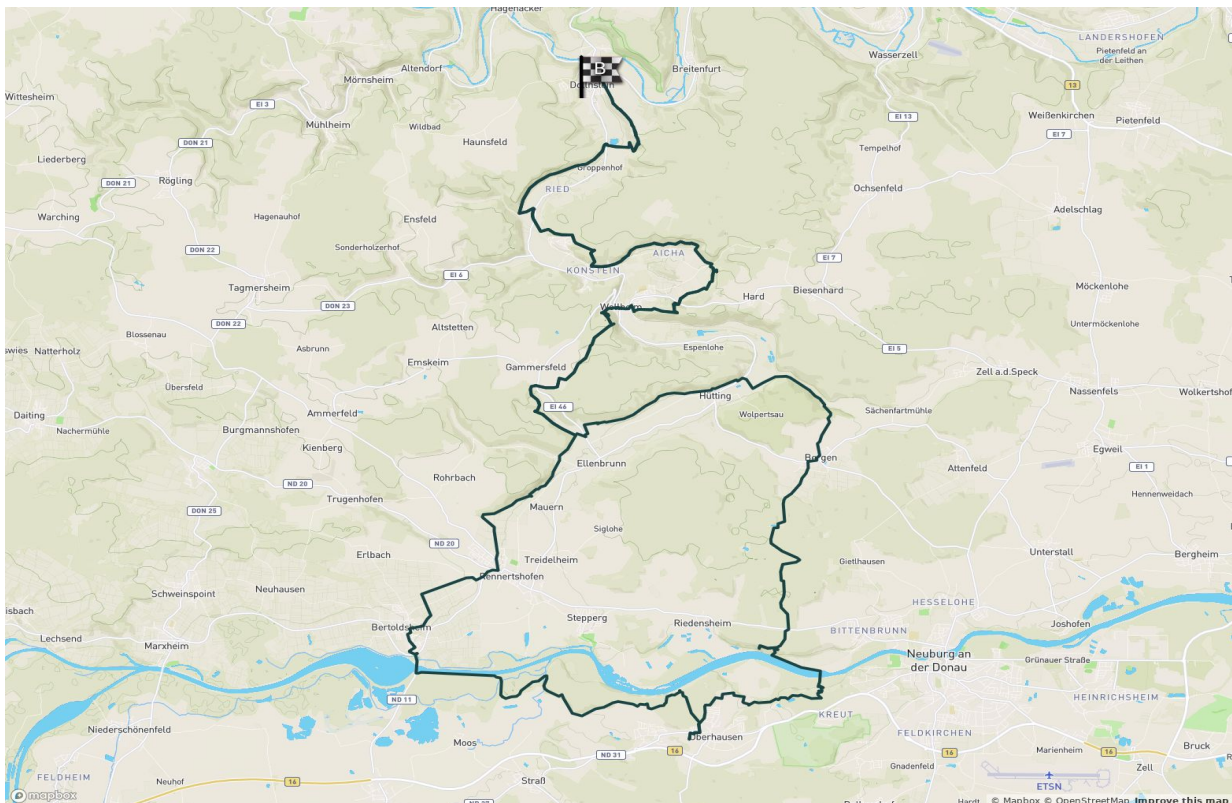 Hagenacker
LANDERSHOFEN
Wasserzell
Pietenfeld an
der Leithen
Altendorf
Breitenfurt
B
Mörnsheim
13
Wittesheim
EI 3
Weißenkirchen
Pietenfeld
Mühlheim
Wildbad
EI 13
EI 7
DON 21
Haunsfeld
Tempelhof
Liederberg
Groppenhof
DON 21
Rögling
RIED
Ochsenfeld
Warching
Hagenauhof
Ensfeld
Adelschlag
DON 22
Sonderholzerhof
AICHA
EI 7
KONSTEIN
EI 6
Tagmersheim
Hard
Biesenhard
Möckenlohe
DON 23
Wellheim
DON 22
Altstetten
Untermöckenlohe
Blossenau
Asbrunn
Espenlohe
EI 5
Natterholz
Emskeim
Gammersfeld
Zell a.d.Speck
Übersfeld
Nassenfels
Wolkertshof
Hütting
EI 46
Daiting
Ammerfeld
Wolpertsau
Sächenfartmühle
Nachermühle
Burgmannshofen
Kienberg
Egweil
Ellenbrunn
Bergen
Attenfeld
EI 1
Rohrbach
ND 20
Hennenweidach
Trugenhofen
Mauern
DON 25
Siglohe
ND 20
Erlbach
Treidelheim
Gietlhausen
Unterstall
Bergheim
Rennertshofen
Neuhausen
Schweinspoint
HESSELOHE
Stepperg
Riedensheim
Joshofen
Bertoldsheim
BITTENBRUNN
Lechsend
Marxheim
Neuburg an
der Donau
Grünauer Straße
ND 11
HEINRICHSHEIM
KREUT
Niederschönenfeld
FELDKIRCHEN
Moos
Oberhausen
16
ND 31
Marienheim
16
Bruck
FELDHEIM
Neuhof
16
Straß
Gnadenfeld
Zell
ETSN
mapbox
© Mapbox © OpenStreetMap Improve this map